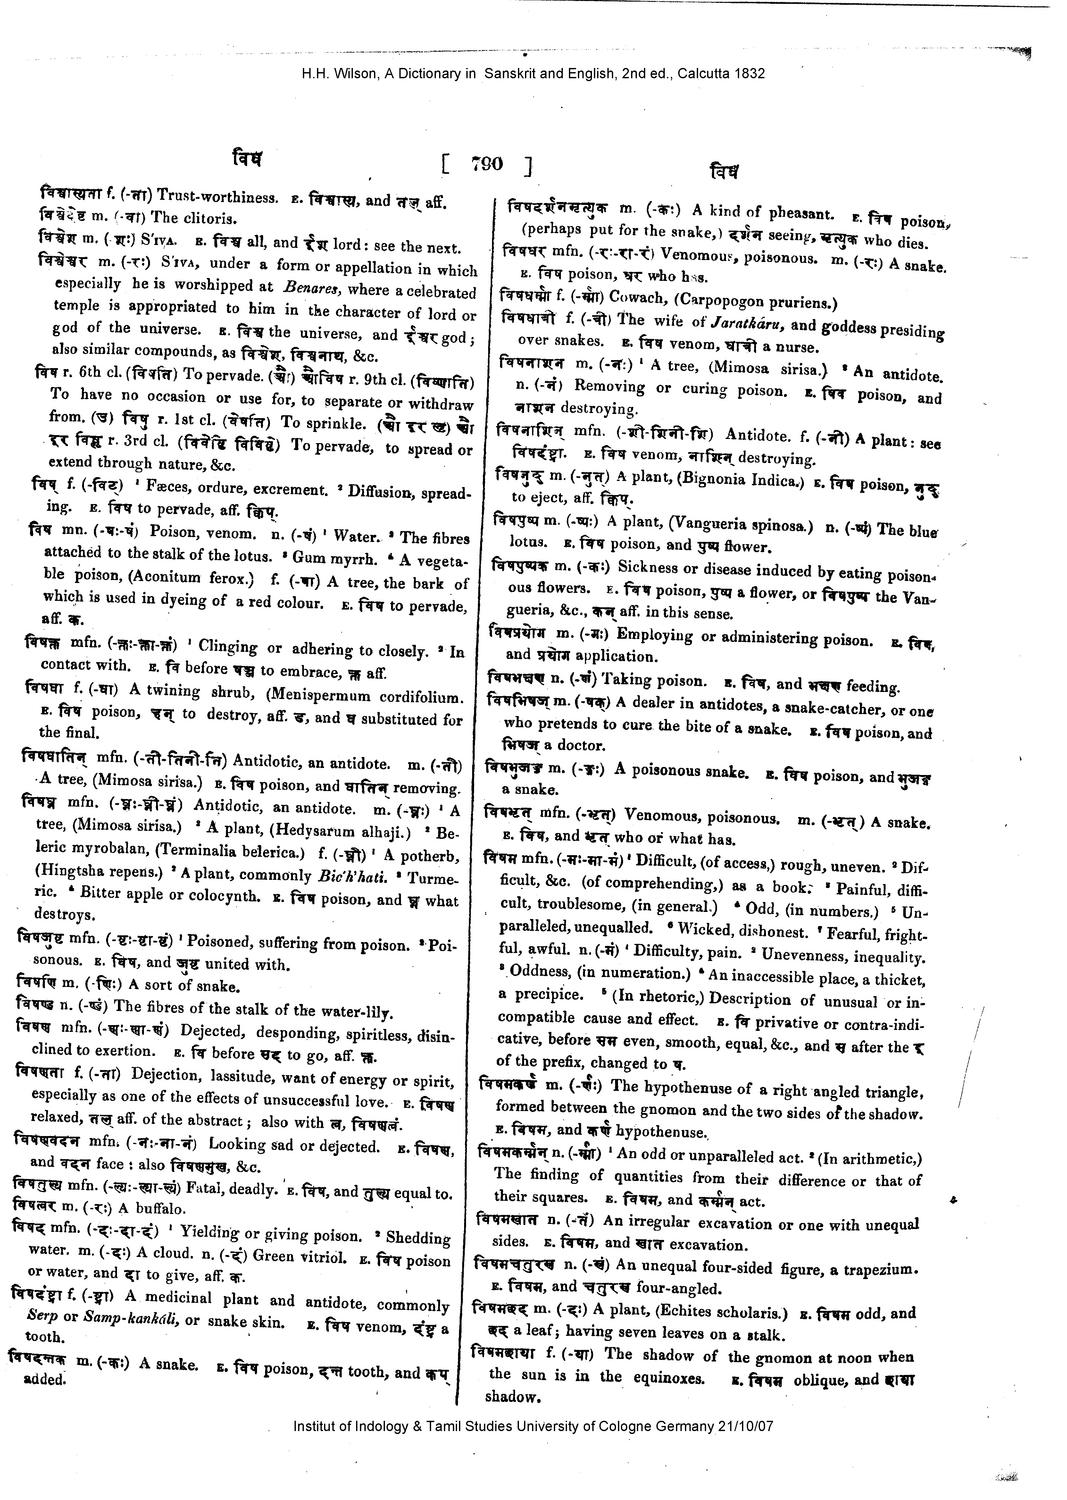 H.H. Wilson, A Dictionary in Sanskrit and English, 2nd ed., Calcutta 1832
विष [ 790 ] विष
विश्वास्यता f. (-ता) Trust-worthiness. E. विश्वास्य, and तल् aff.
m. The clitoris.
विश्वेश m. (-शः) S'IVA. E. विश्व all, and ईश lord: see the next.
विश्वेश्वर m. (-रः) S'IVA, under a form or appellation in which
especially he is worshipped at Benares, where a celebrated
temple is appropriated to him in the character of lord or
god of the universe. E. विश्व the universe, and ईश्वर god;
also similar compounds, as विश्वेश, विश्वनाथ, &c.
विष r. 6th cl. (विषति) To pervade. r. 9th cl. (विष्णाति)
To have no occasion or use for, to separate or withdraw
from. (उ) विषु r. 1st cl. (वेषति) To sprinkle.
r. 3rd cl. To pervade, to spread or
extend through nature, &c.
विष् f. (-विट्) ¹ Fæces, ordure, excrement. ² Diffusion, spread-
ing. E. विष to pervade, aff. क्विप्.
विष mn. (-षः-षं) Poison, venom. n. (-षं) ¹ Water. ² The fibres
attached to the stalk of the lotus. ³ Gum myrrh. ⁴ A vegeta-
ble poison, (Aconitum ferox.) f. (-षा) A tree, the bark of
which is used in dyeing of a red colour. E. विष to pervade,
aff. क.
विषक्त mfn. (-क्तः-क्ता-क्तं) ¹ Clinging or adhering to closely. ² In
contact with. E. वि before षञ्ज to embrace, क्त aff.
विषघा f. (-घा) A twining shrub, (Menispermum cordifolium.
E. विष poison, हन् to destroy, aff. ड, and घ substituted for
the final.
विषघातिन् mfn. (-ती-तिनी-ति) Antidotic, an antidote. m. (-ती)
A tree, (Mimosa sirisa.) E. विष poison, and घातिन् removing.
विषघ्न mfn. (-घ्नः-घ्नी-घ्नं) Antidotic, an antidote. m. (-घ्नः) ¹ A
tree, (Mimosa sirisa.) ² A plant, (Hedysarum alhaji.) ³ Be-
leric myrobalan, (Terminalia belerica.) f. (-घ्नी) ¹ A potherb,
(Hingtsha repens.) ² A plant, commonly Bic'h'hati. ³ Turme-
ric. ⁴ Bitter apple or colocynth. E. विष poison, and घ्न what
destroys.
विषजुष्ट mfn. (-ष्टः-ष्टा-ष्टं) ¹ Poisoned, suffering from poison. ² Poi-
sonous. E. विष, and जुष्ट united with.
विषणि m. (-णिः) A sort of snake.
विषण्ड n. (-ण्डं) The fibres of the stalk of the water-lily.
विषण्ण mfn. (-ण्णः-ण्णा-ण्णं) Dejected, desponding, spiritless, disin-
clined to exertion. E. वि before षद् to go, aff. क्त.
विषण्णता f. (-ता) Dejection, lassitude, want of energy or spirit,
especially as one of the effects of unsuccessful love. E. विषण्ण
relaxed, तल् aff. of the abstract; also with त्व, विषण्णत्वं.
विषण्णवदन mfn. (-नः-ना-नं) Looking sad or dejected. E. विषण्ण,
and वदन face: also विषण्णमुख, &c.
विषतुल्य mfn. (-ल्यः-ल्या-ल्यं) Fatal, deadly. E. विष, and तुल्य equal to.
m. (-रः) A buffalo.
विषद mfn. (-दः-दा-दं) ¹ Yielding or giving poison. ² Shedding
water. m. (-दः) A cloud. n. (-दं) Green vitriol. E. विष poison
or water, and दा to give, aff. क.
विषदंष्ट्रा f. (-ष्ट्रा) A medicinal plant and antidote, commonly
Serp or Samp-kankáli, or snake skin. E. विष venom, दंष्ट्र a
tooth.
विषदन्तक m. (-कः) A snake. E. विष poison, दन्त tooth, and कप्
added.
विषदर्शनमृत्युक m. (-कः) A kind of pheasant. E. विष poison,
(perhaps put for the snake,) दर्शन seeing, मृत्युक who dies.
विषधर mfn. (-रः-रा-रं) Venomous, poisonous. m. (-रः) A snake.
E. विष poison, धर who has.
f. Cowach, (Carpopogon pruriens.)
विषधात्री f. (-त्री) The wife of Jaratkáru, and goddess presiding
over snakes. E. विष venom, धात्री a nurse.
विषनाशन m. (-नः) ¹ A tree, (Mimosa sirisa.) ² An antidote.
n. (-नं) Removing or curing poison. E. विष poison, and
नाशन destroying.
विषनाशिन् mfn. (-शी-शिनी-शि) Antidote. f. (-नी) A plant: see
विषदंष्ट्रा. E. विष venom, नाशिन् destroying.
विषनुद् m. (-नुत्) A plant, (Bignonia Indica.) E. विष poison, नुद्
to eject, aff. क्विप्.
विषपुष्प m. (-ष्पः) A plant, (Vangueria spinosa.) n. (-ष्पं) The blue
lotus. E. विष poison, and पुष्प flower.
विषपुष्पक m. (-कः) Sickness or disease induced by eating poison-
ous flowers. E. विष poison, पुष्प a flower, or विषपुष्प the Van-
gueria, &c., कन् aff. in this sense.
विषप्रयोग m. (-गः) Employing or administering poison. E. विष,
and प्रयोग application.
विषभक्षण n. (-णं) Taking poison. E. विष, and भक्षण feeding.
विषभिषज् m. (-षक्) A dealer in antidotes, a snake-catcher, or one
who pretends to cure the bite of a snake. E. विष poison, and
भिषज् a doctor.
विषभुजङ्ग m. (-ङ्गः) A poisonous snake. E. विष poison, and भुजङ्ग
a snake.
विषभृत् mfn. (-भृत्) Venomous, poisonous. m. (-भृत्) A snake.
E. विष, and भृत् who or what has.
विषम mfn. (-मः-मा-मं) ¹ Difficult, (of access,) rough, uneven. ² Dif-
ficult, &c. (of comprehending,) as a book. ³ Painful, diffi-
cult, troublesome, (in general.) ⁴ Odd, (in numbers.) ⁵ Un-
paralleled, unequalled. ⁶ Wicked, dishonest. ⁷ Fearful, fright-
ful, awful. n. (-मं) ¹ Difficulty, pain. ² Unevenness, inequality.
³ Oddness, (in numeration.) ⁴ An inaccessible place, a thicket,
a precipice. ⁵ (In rhetoric,) Description of unusual or in-
compatible cause and effect. E. वि privative or contra-indi-
cative, before सम even, smooth, equal, &c., and स after the इ
of the prefix, changed to ष.
विषमकर्ण m. (-र्णः) The hypothenuse of a right angled triangle,
formed between the gnomon and the two sides of the shadow.
E. विषम, and कर्ण hypothenuse.
विषमकर्म्मन् n. (-र्म्म) ¹ An odd or unparalleled act. ² (In arithmetic,)
The finding of quantities from their difference or that of
their squares. E. विषम, and कर्म्मन् act.
विषमखात n. (-तं) An irregular excavation or one with unequal
sides. E. विषम, and खात excavation.
विषमचतुरस्र n. (-स्रं) An unequal four-sided figure, a trapezium.
E. विषम, and चतुरस्र four-angled.
विषमच्छद m. (-दः) A plant, (Echites scholaris.) E. विषम odd, and
छद a leaf; having seven leaves on a stalk.
विषमच्छाया f. (-या) The shadow of the gnomon at noon when
the sun is in the equinoxes. E. विषम oblique, and छाया
shadow.
Institut of Indology & Tamil Studies University of Cologne Germany 21/10/07